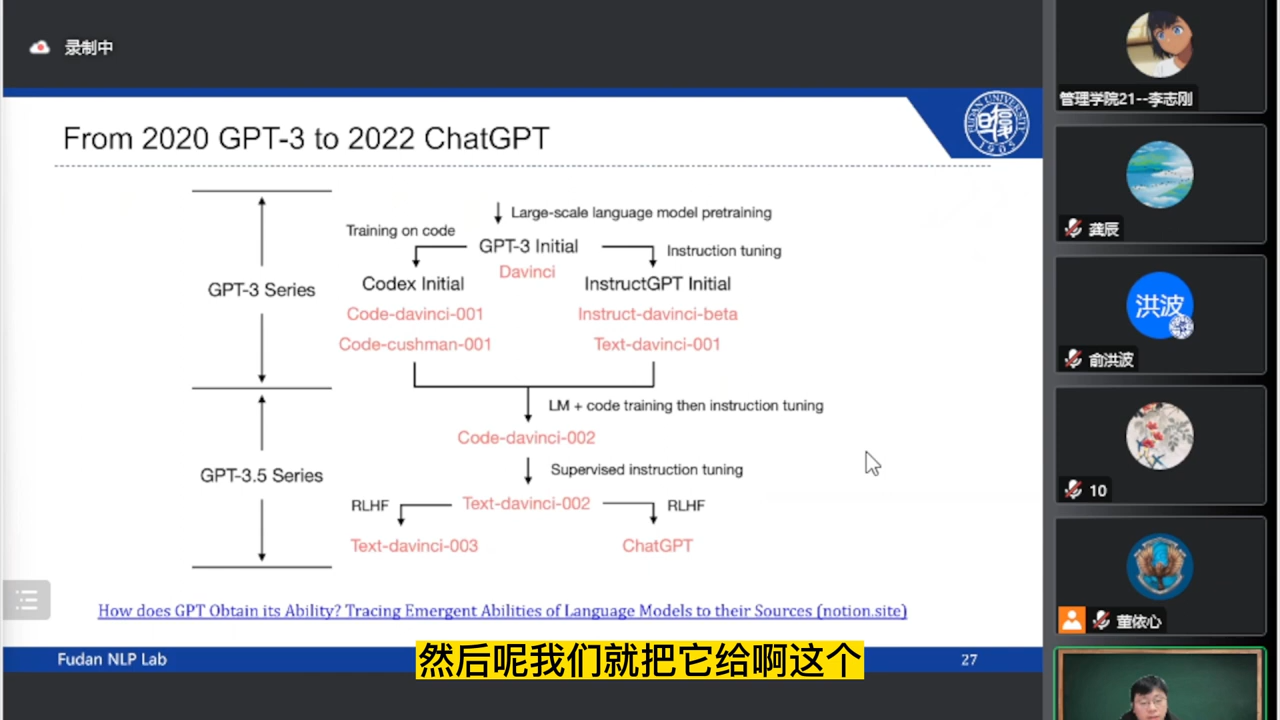 录制中
From 2020 GPT-3 to 2022 ChatGPT
FUDAN UNIVERSITY
1905
Large-scale language model pretraining
Training on code
GPT-3 Initial
Instruction tuning
Davinci
Codex Initial
InstructGPT Initial
GPT-3 Series
Code-davinci-001
Instruct-davinci-beta
Code-cushman-001
Text-davinci-001
LM + code training then instruction tuning
Code-davinci-002
GPT-3.5 Series
Supervised instruction tuning
RLHF
Text-davinci-002
RLHF
Text-davinci-003
ChatGPT
How does GPT Obtain its Ability? Tracing Emergent Abilities of Language Models to their Sources (notion.site)
Fudan NLP Lab
27
然后呢我们就把它给啊这个
管理学院21--李志刚
龚辰
洪波
俞洪波
10
董依心